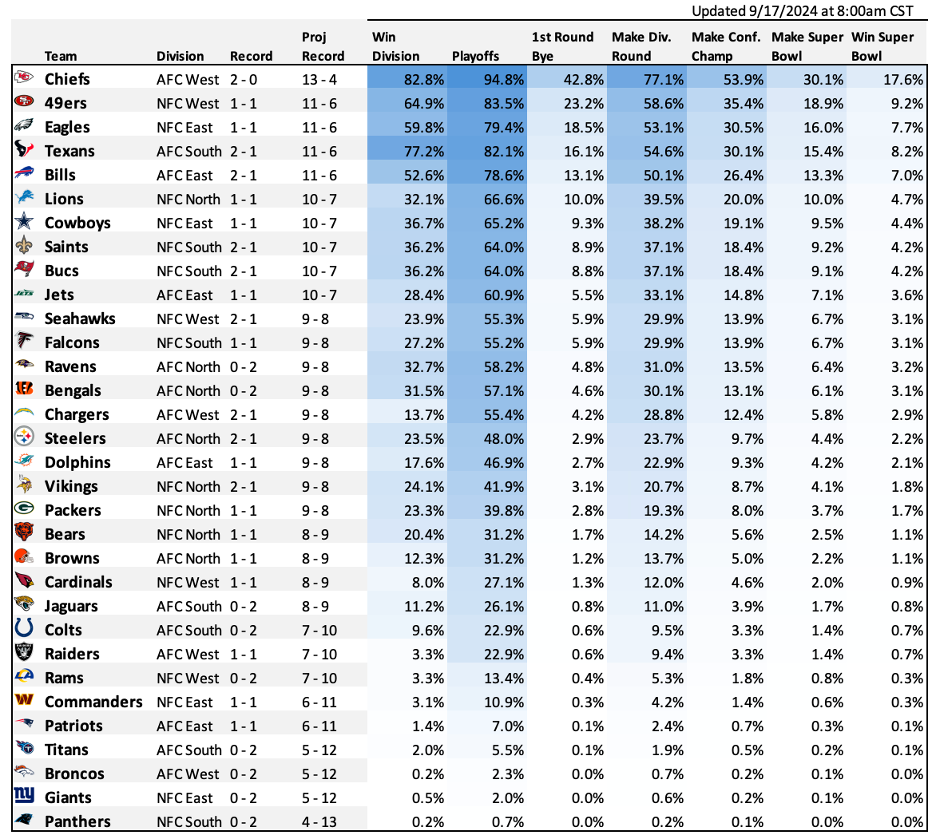 Updated 9/17/2024 at 8:00am CST
Proj Win 1st Round Make Div. Make Conf. Make Super Win Super
Team Division Record Record Division Playoffs Bye Round Champ Bowl Bowl
Chiefs AFC West 2 - 0 13 - 4 82.8% 94.8% 42.8% 77.1% 53.9% 30.1% 17.6%
49ers NFC West 1 - 1 11 - 6 64.9% 83.5% 23.2% 58.6% 35.4% 18.9% 9.2%
Eagles NFC East 1 - 1 11 - 6 59.8% 79.4% 18.5% 53.1% 30.5% 16.0% 7.7%
Texans AFC South 2 - 1 11 - 6 77.2% 82.1% 16.1% 54.6% 30.1% 15.4% 8.2%
Bills AFC East 2 - 1 11 - 6 52.6% 78.6% 13.1% 50.1% 26.4% 13.3% 7.0%
Lions NFC North 1 - 1 10 - 7 32.1% 66.6% 10.0% 39.5% 20.0% 10.0% 4.7%
Cowboys NFC East 1 - 1 10 - 7 36.7% 65.2% 9.3% 38.2% 19.1% 9.5% 4.4%
Saints NFC South 2 - 1 10 - 7 36.2% 64.0% 8.9% 37.1% 18.4% 9.2% 4.2%
Bucs NFC South 2 - 1 10 - 7 36.2% 64.0% 8.8% 37.1% 18.4% 9.1% 4.2%
JETS Jets AFC East 1 - 1 10 - 7 28.4% 60.9% 5.5% 33.1% 14.8% 7.1% 3.6%
Seahawks NFC West 2 - 1 9 - 8 23.9% 55.3% 5.9% 29.9% 13.9% 6.7% 3.1%
Falcons NFC South 1 - 1 9 - 8 27.2% 55.2% 5.9% 29.9% 13.9% 6.7% 3.1%
Ravens AFC North 0 - 2 9 - 8 32.7% 58.2% 4.8% 31.0% 13.5% 6.4% 3.2%
Bengals AFC North 0 - 2 9 - 8 31.5% 57.1% 4.6% 30.1% 13.1% 6.1% 3.1%
Chargers AFC West 2 - 1 9 - 8 13.7% 55.4% 4.2% 28.8% 12.4% 5.8% 2.9%
Steelers AFC North 2 - 1 9 - 8 23.5% 48.0% 2.9% 23.7% 9.7% 4.4% 2.2%
Dolphins AFC East 1 - 1 9 - 8 17.6% 46.9% 2.7% 22.9% 9.3% 4.2% 2.1%
Vikings NFC North 2 - 1 9 - 8 24.1% 41.9% 3.1% 20.7% 8.7% 4.1% 1.8%
Packers NFC North 1 - 1 9 - 8 23.3% 39.8% 2.8% 19.3% 8.0% 3.7% 1.7%
Bears NFC North 1 - 1 8 - 9 20.4% 31.2% 1.7% 14.2% 5.6% 2.5% 1.1%
Browns AFC North 1 - 1 8 - 9 12.3% 31.2% 1.2% 13.7% 5.0% 2.2% 1.1%
Cardinals NFC West 1 - 1 8 - 9 8.0% 27.1% 1.3% 12.0% 4.6% 2.0% 0.9%
Jaguars AFC South 0 - 2 8 - 9 11.2% 26.1% 0.8% 11.0% 3.9% 1.7% 0.8%
Colts AFC South 0 - 2 7 - 10 9.6% 22.9% 0.6% 9.5% 3.3% 1.4% 0.7%
Raiders AFC West 1 - 1 7 - 10 3.3% 22.9% 0.6% 9.4% 3.3% 1.4% 0.7%
Rams NFC West 0 - 2 7 - 10 3.3% 13.4% 0.4% 5.3% 1.8% 0.8% 0.3%
W Commanders NFC East 1 - 1 6 - 11 3.1% 10.9% 0.3% 4.2% 1.4% 0.6% 0.3%
Patriots AFC East 1 - 1 6 - 11 1.4% 7.0% 0.1% 2.4% 0.7% 0.3% 0.1%
Titans AFC South 0 - 2 5 - 12 2.0% 5.5% 0.1% 1.9% 0.5% 0.2% 0.1%
Broncos AFC West 0 - 2 5 - 12 0.2% 2.3% 0.0% 0.7% 0.2% 0.1% 0.0%
ny Giants NFC East 0 - 2 5 - 12 0.5% 2.0% 0.0% 0.6% 0.2% 0.1% 0.0%
Panthers NFC South 0 - 2 4 - 13 0.2% 0.7% 0.0% 0.2% 0.1% 0.0% 0.0%